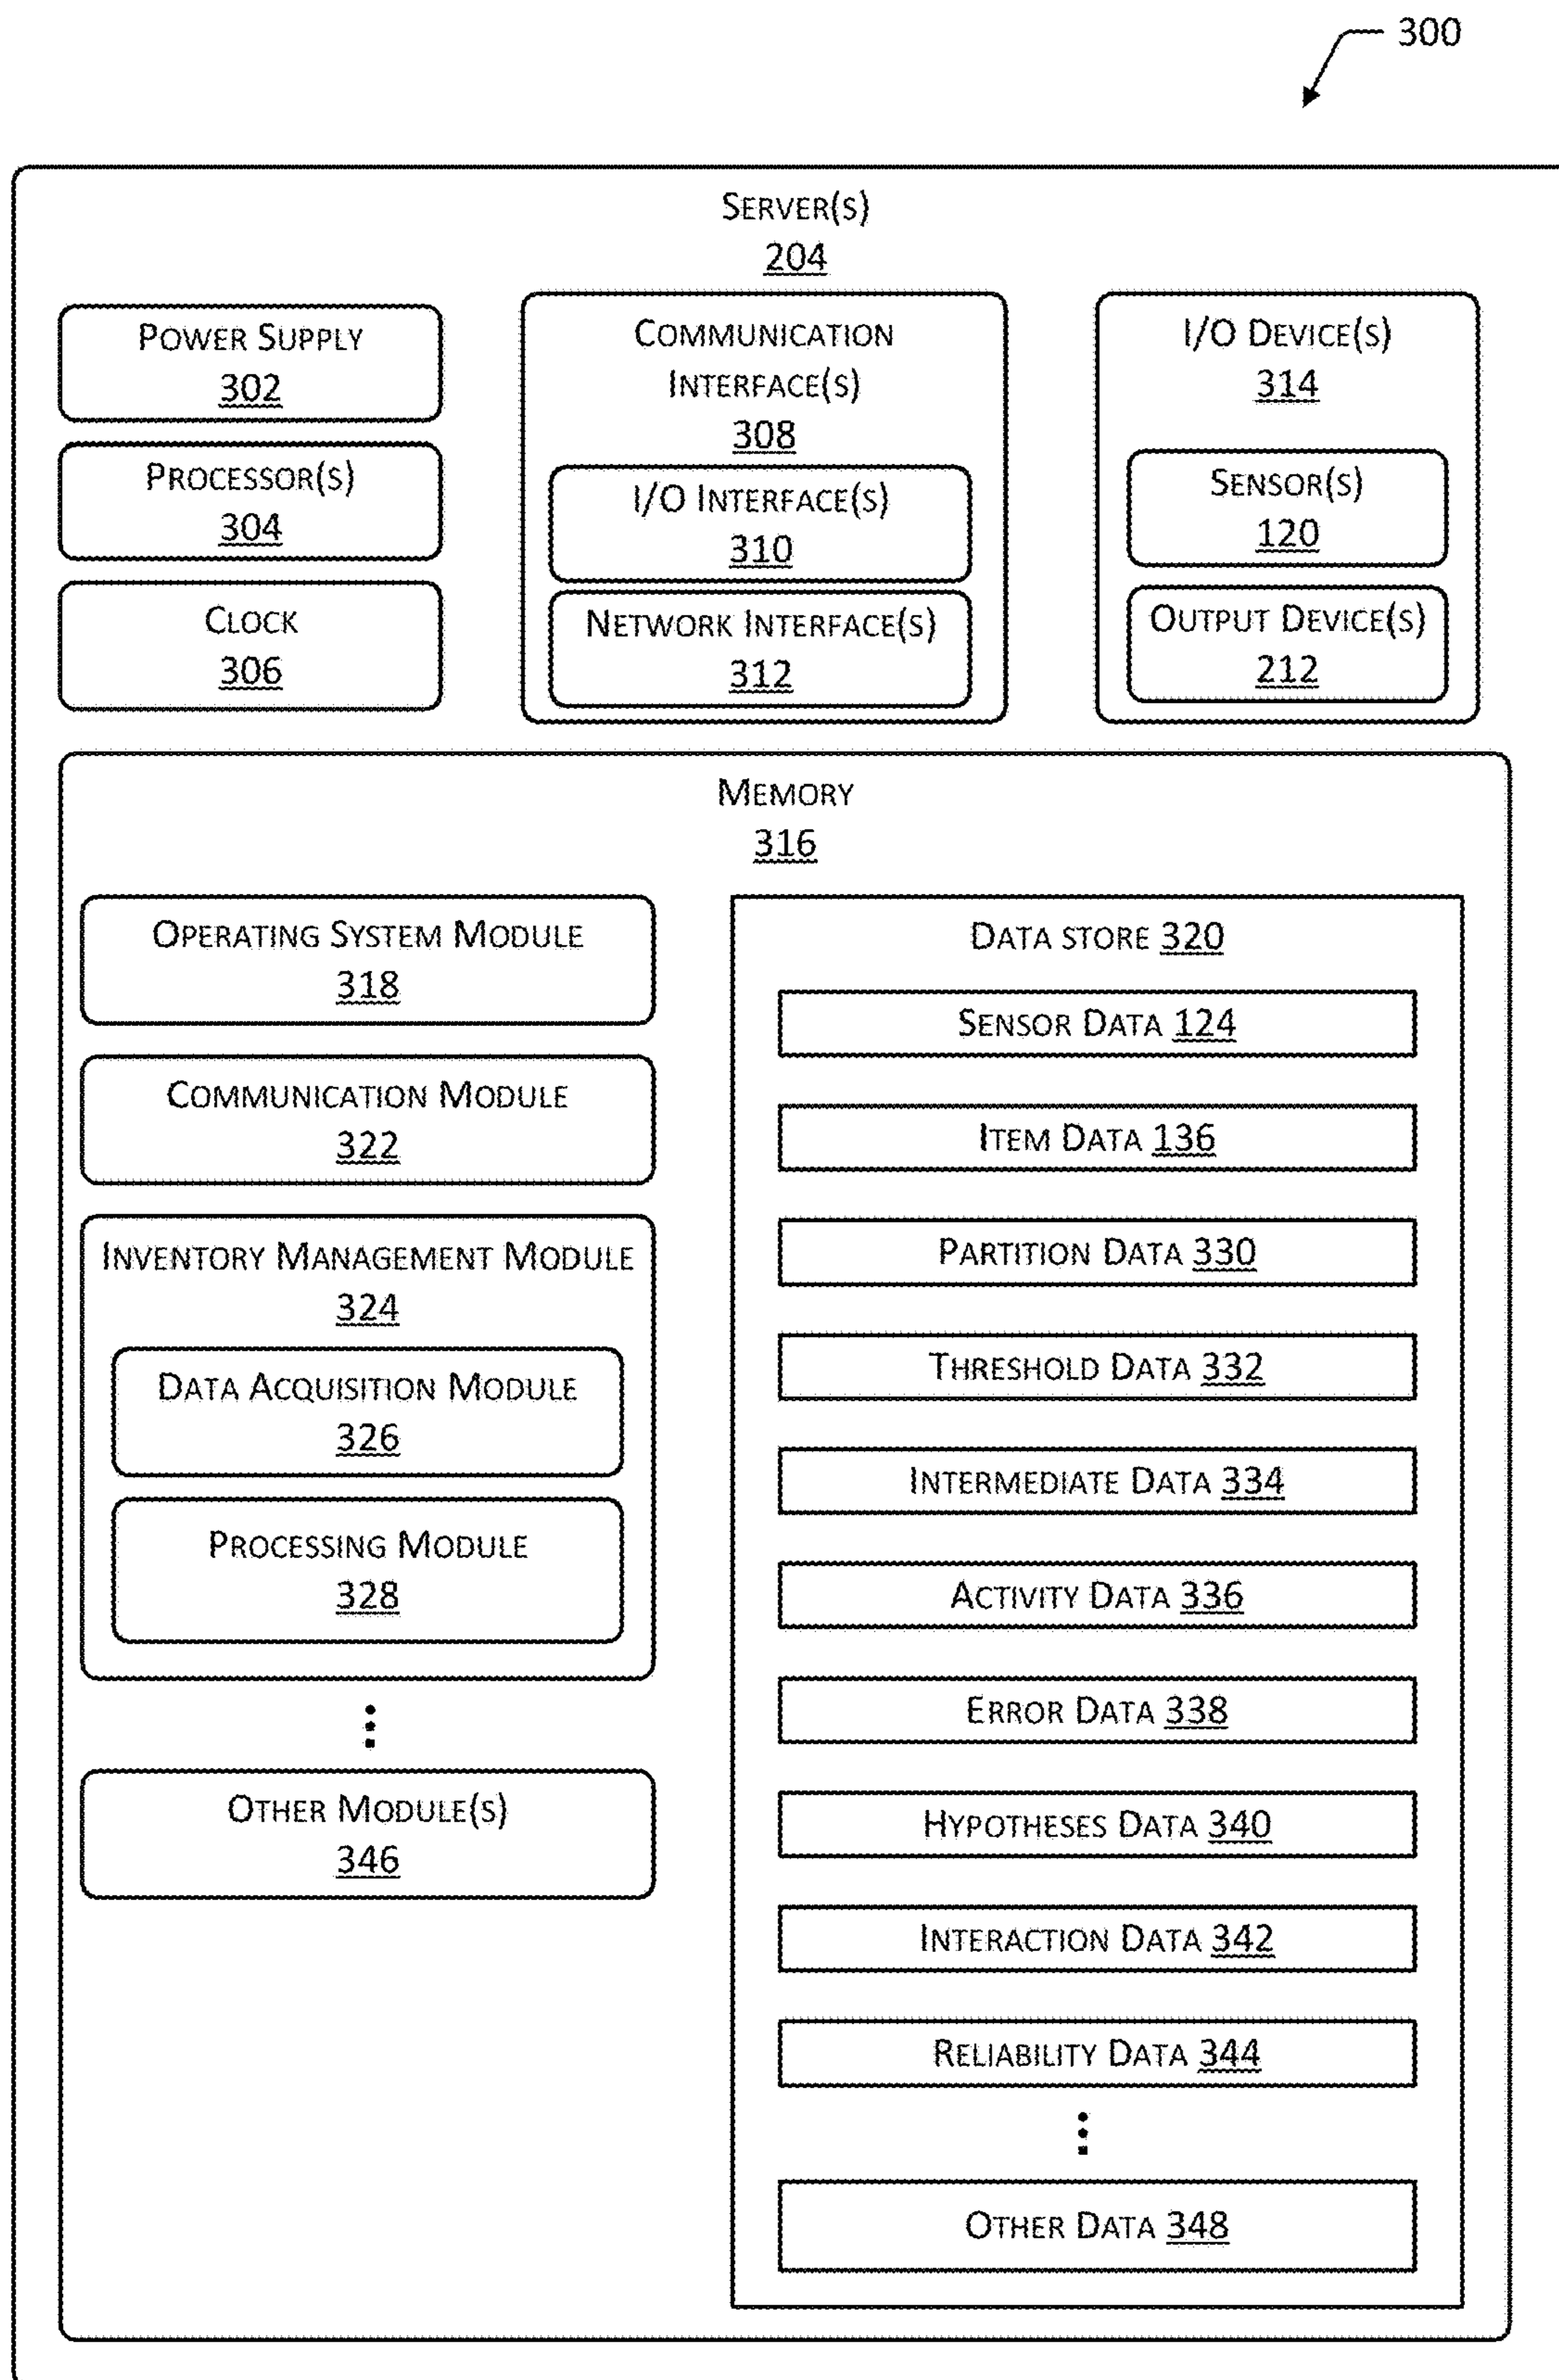 300
SERVER(S)
204
POWER SUPPLY
302
PROCESSOR(S)
304
CLOCK
306
COMMUNICATION
INTERFACE(S)
308
I/O INTERFACE(S)
310
NETWORK INTERFACE(S)
312
I/O DEVICE(S)
314
SENSOR(S)
120
OUTPUT DEVICE(S)
212
MEMORY
316
OPERATING SYSTEM MODULE
318
COMMUNICATION MODULE
322
INVENTORY MANAGEMENT MODULE
324
DATA ACQUISITION MODULE
326
PROCESSING MODULE
328
OTHER MODULE(S)
346
DATA STORE 320
SENSOR DATA 124
ITEM DATA 136
PARTITION DATA 330
THRESHOLD DATA 332
INTERMEDIATE DATA 334
ACTIVITY DATA 336
ERROR DATA 338
HYPOTHESES DATA 340
INTERACTION DATA 342
RELIABILITY DATA 344
OTHER DATA 348